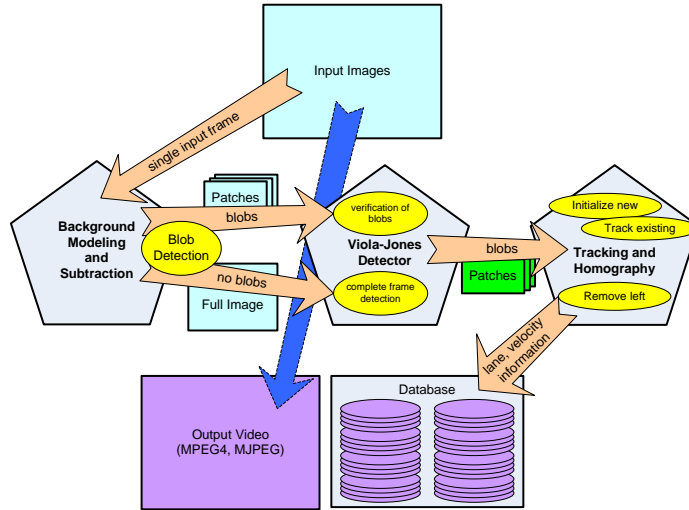 Input Images
single input frame
Patches
blobs
Background
Modeling
and
Subtraction
Blob
Detection
no blobs
Full Image
verification of
blobs
Viola-Jones
Detector
complete frame
detection
blobs
Patches
Initialize new
Track existing
Tracking and
Homography
Remove left
lane, velocity
information
Output Video
(MPEG4, MJPEG)
Database